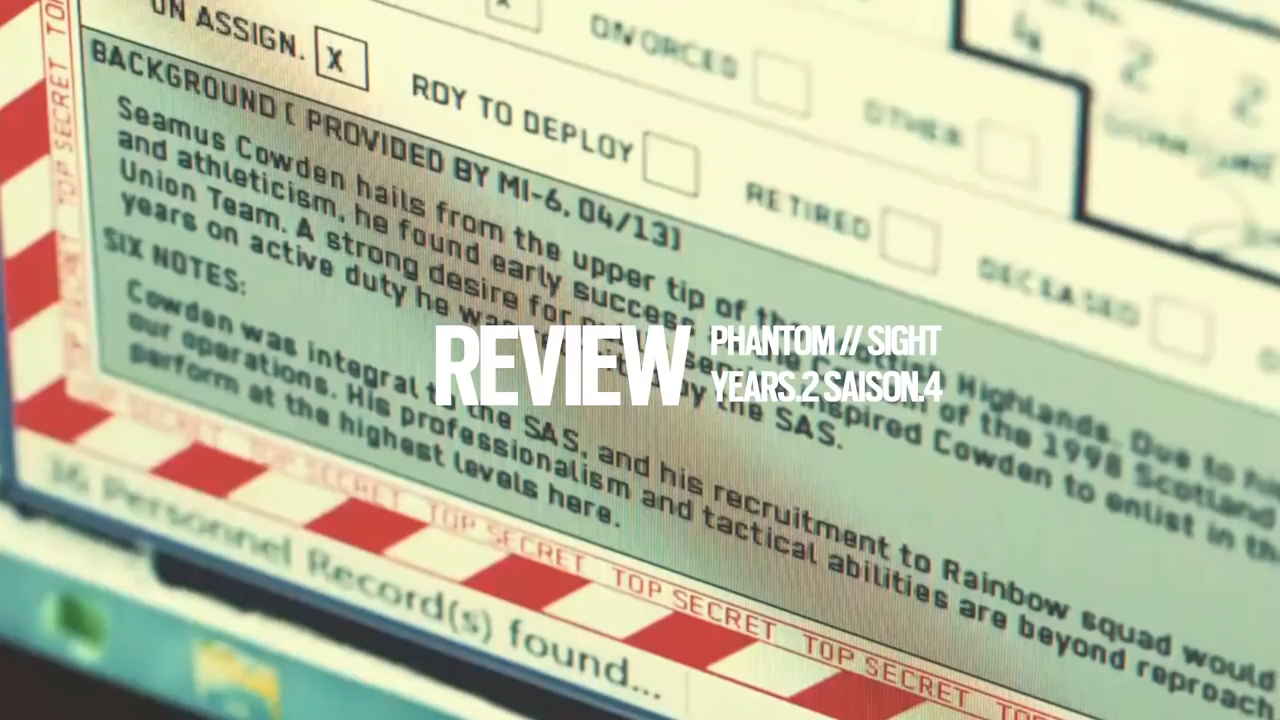 ON ASSIGN. X
RDY TO DEPLOY
DIVORCED
OTHER
RETIRED
DECEASED
BACKGROUND [ PROVIDED BY MI-6, 04/13]
Seamus Cowden hails from the upper tip of the Highlands. Due to his
and athleticism, he found early success of the 1998 Scotland
Union Team. A strong desire for inspired Cowden to enlist in the
years on active duty he was by the SAS.
SIX NOTES:
Cowden was integral to the SAS, and his recruitment to Rainbow squad would
our operations. His professionalism and tactical abilities are beyond reproach
perform at the highest levels here.
REVIEW
PHANTOM // SIGHT
YEARS.2 SAISON.4
TOP SECRET TOP SECRET TOP SECRET TOP SECRET TOP SECRET
16 Personnel Record(s) found...